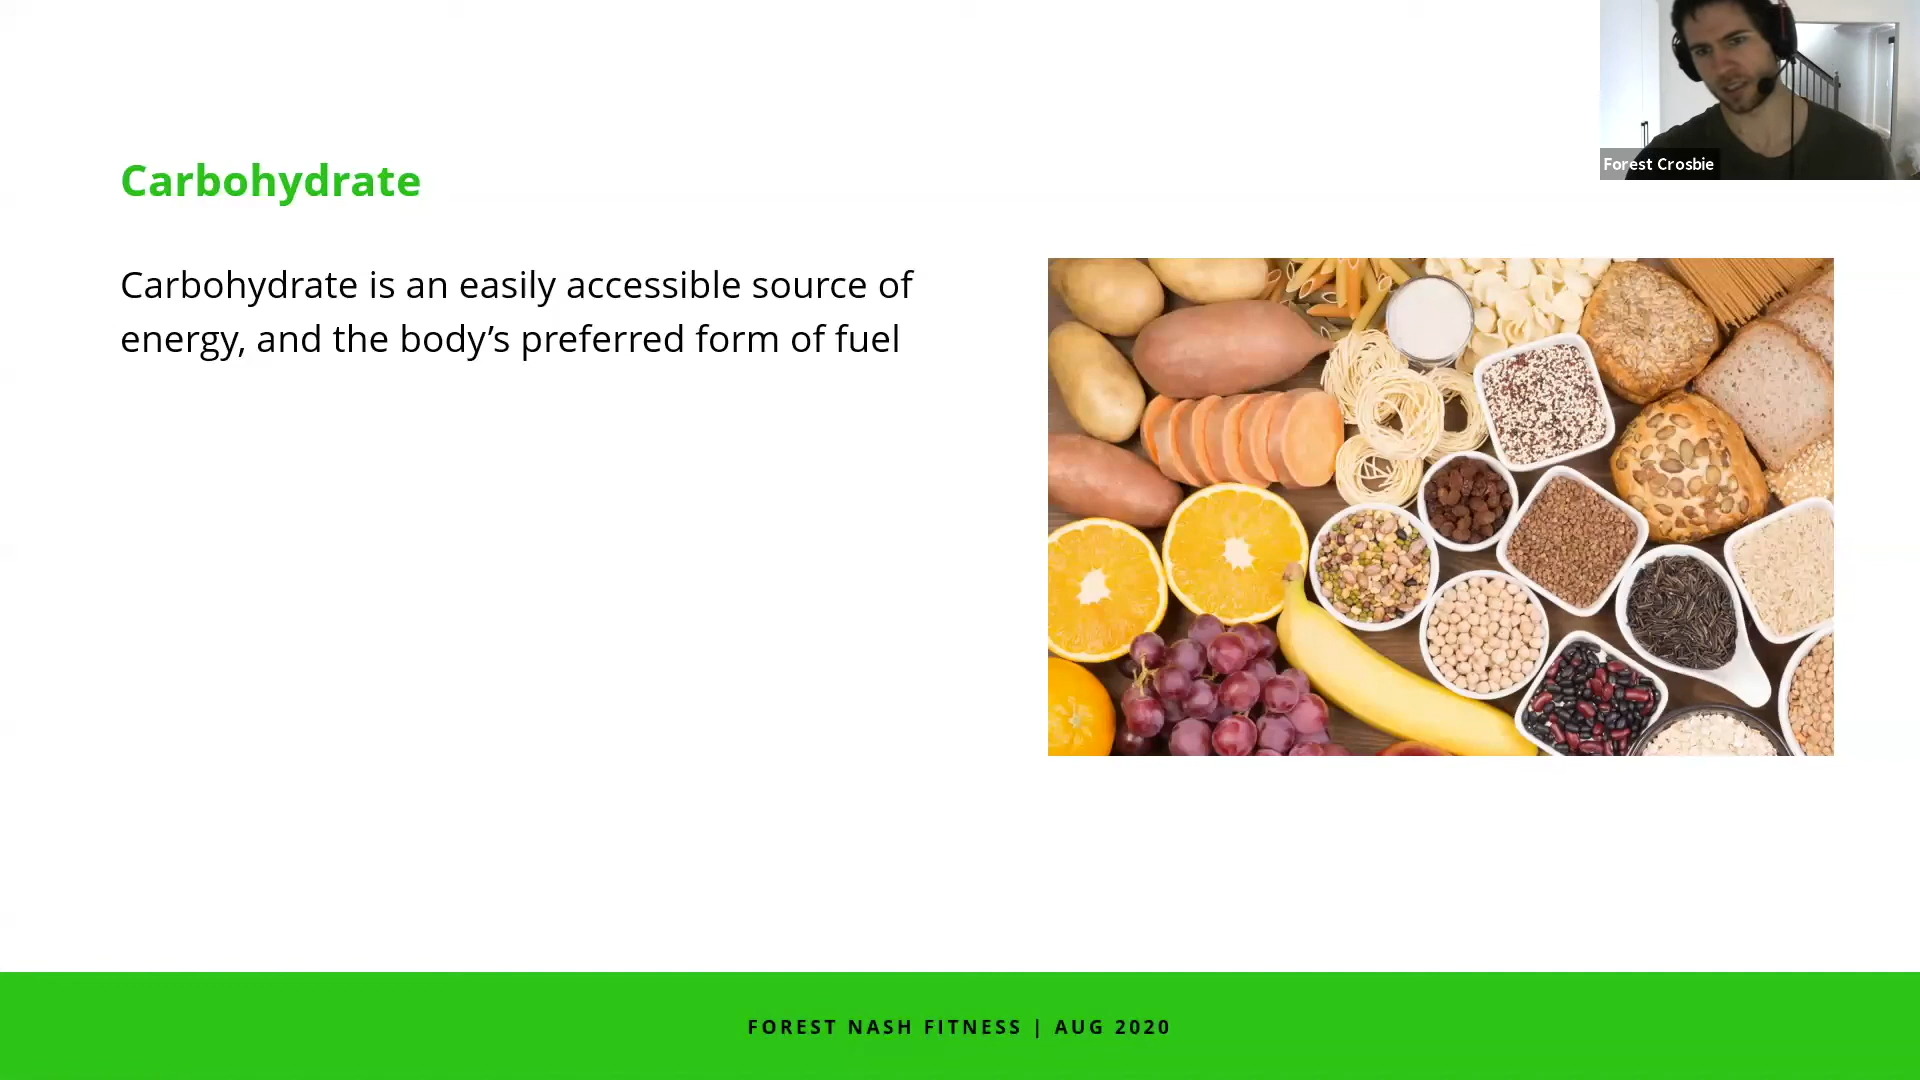 Forest Crosbie
Carbohydrate
Carbohydrate is an easily accessible source of
energy, and the body’s preferred form of fuel
FOREST NASH FITNESS | AUG 2020